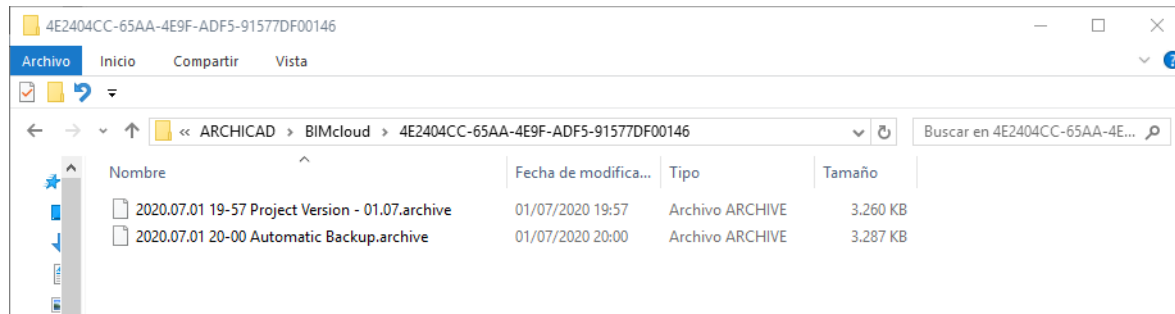 4E2404CC-65AA-4E9F-ADF5-91577DF00146
Archivo Inicio Compartir Vista
« ARCHICAD > BIMcloud > 4E2404CC-65AA-4E9F-ADF5-91577DF00146 Buscar en 4E2404CC-65AA-4E...
Nombre Fecha de modifica... Tipo Tamaño
2020.07.01 19-57 Project Version - 01.07.archive 01/07/2020 19:57 Archivo ARCHIVE 3.260 KB
2020.07.01 20-00 Automatic Backup.archive 01/07/2020 20:00 Archivo ARCHIVE 3.287 KB